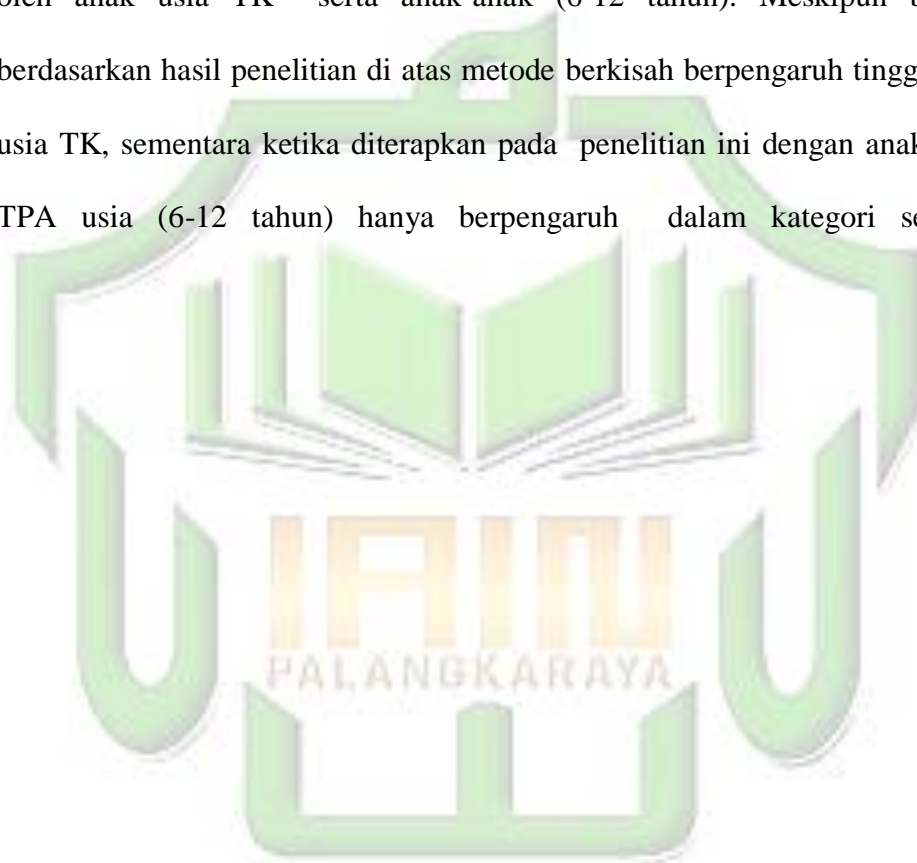 oleh anak usia TK serta anak-anak (6-12 tahun). Meskipun
berdasarkan hasil penelitian di atas metode berkisah berpengaruh
usia TK, sementara ketika diterapkan pada penelitian ini dengan anak
TPA usia (6-12 tahun) hanya berpengaruh dalam kategori
IAIN
PALANGKARAYA